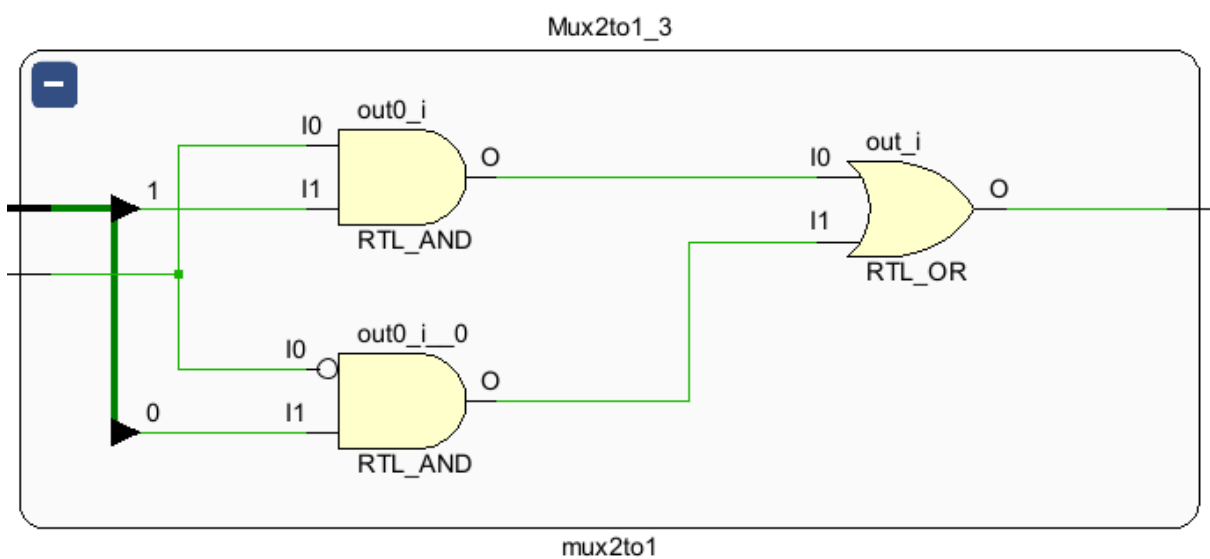 Mux2to1_3
out0_i
I0
O
1
I1
RTL_AND
out_i
I0
O
I1
RTL_OR
out0_i__0
I0
O
0
I1
RTL_AND
mux2to1